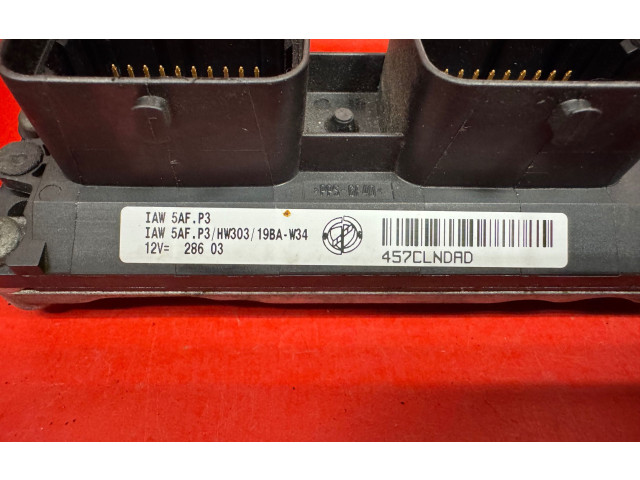 IAW 5AF.P3
IAW 5AF.P3/HW303/19BA-W34
12V= 286 03
457CLNDAD